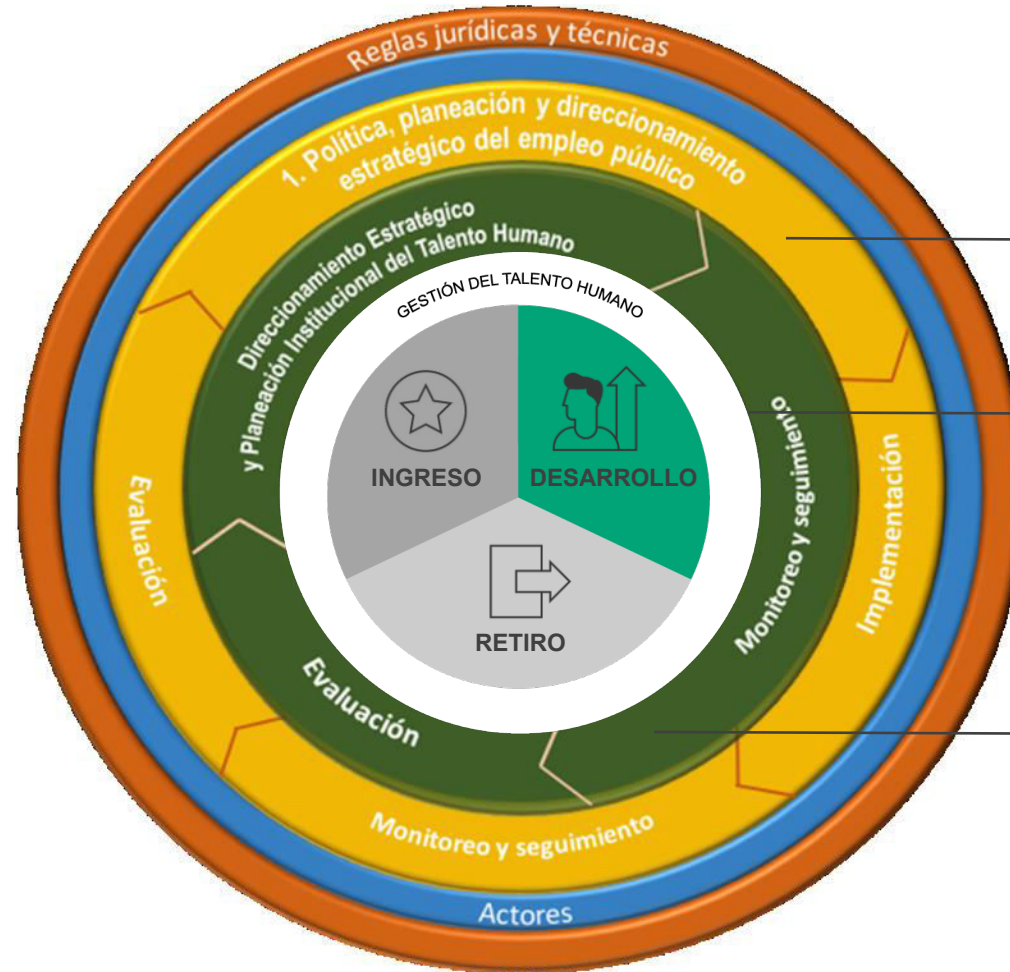 Reglas jurídicas y técnicas
1. Política, planeación y direccionamiento
estratégico del empleo público
Direccionamiento Estratégico
y Planeación Institucional del Talento Humano
GESTIÓN DEL TALENTO HUMANO
INGRESO
DESARROLLO
RETIRO
Monitoreo y seguimiento
Implementación
Evaluación
Evaluación
Monitoreo y seguimiento
Actores